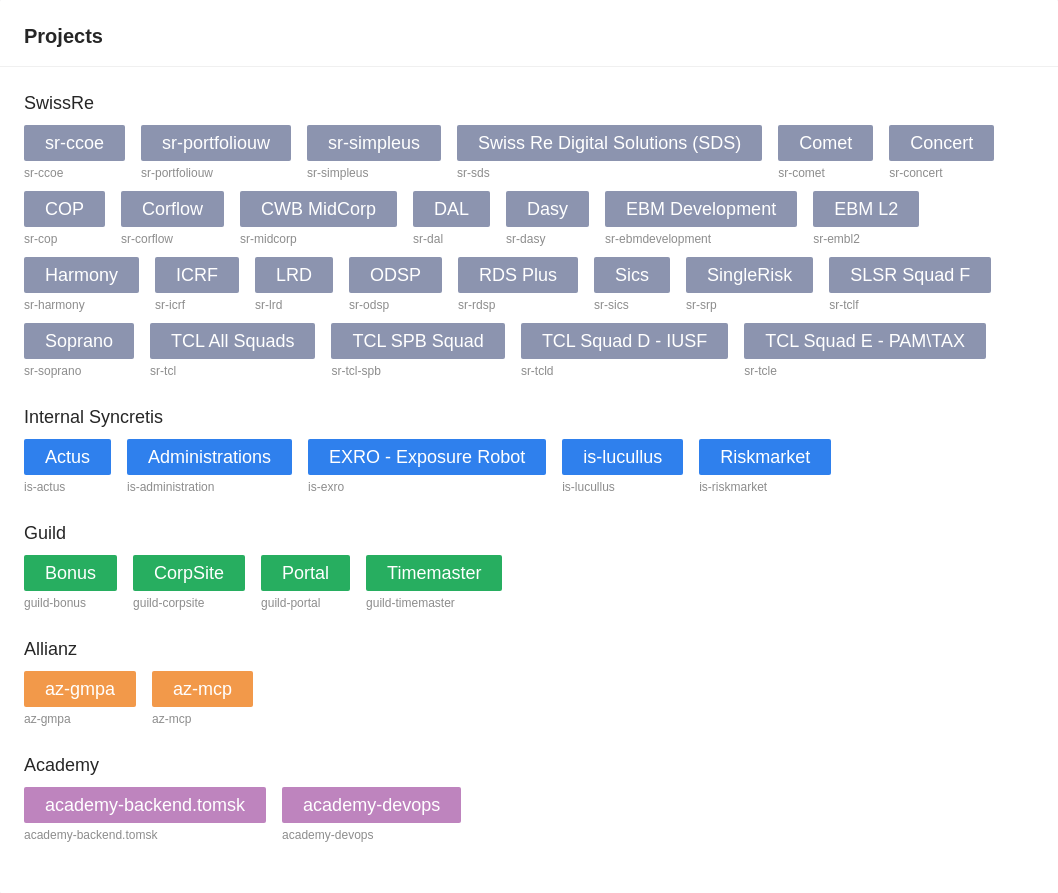 Projects
SwissRe
sr-ccoe sr-portfoliouw sr-simpleus Swiss Re Digital Solutions (SDS) Comet Concert
sr-ccoe sr-portfoliouw sr-simpleus sr-sds sr-comet sr-concert
COP Corflow CWB MidCorp DAL Dasy EBM Development EBM L2
sr-cop sr-corflow sr-midcorp sr-dal sr-dasy sr-ebmdevelopment sr-embl2
Harmony ICRF LRD ODSP RDS Plus Sics SingleRisk SLSR Squad F
sr-harmony sr-icrf sr-lrd sr-odsp sr-rdsp sr-sics sr-srp sr-tclf
Soprano TCL All Squads TCL SPB Squad TCL Squad D - IUSF TCL Squad E - PAM\TAX
sr-soprano sr-tcl sr-tcl-spb sr-tcld sr-tcle
Internal Syncretis
Actus Administrations EXRO - Exposure Robot is-lucullus Riskmarket
is-actus is-administration is-exro is-lucullus is-riskmarket
Guild
Bonus CorpSite Portal Timemaster
guild-bonus guild-corpsite guild-portal guild-timemaster
Allianz
az-gmpa az-mcp
az-gmpa az-mcp
Academy
academy-backend.tomsk academy-devops
academy-backend.tomsk academy-devops